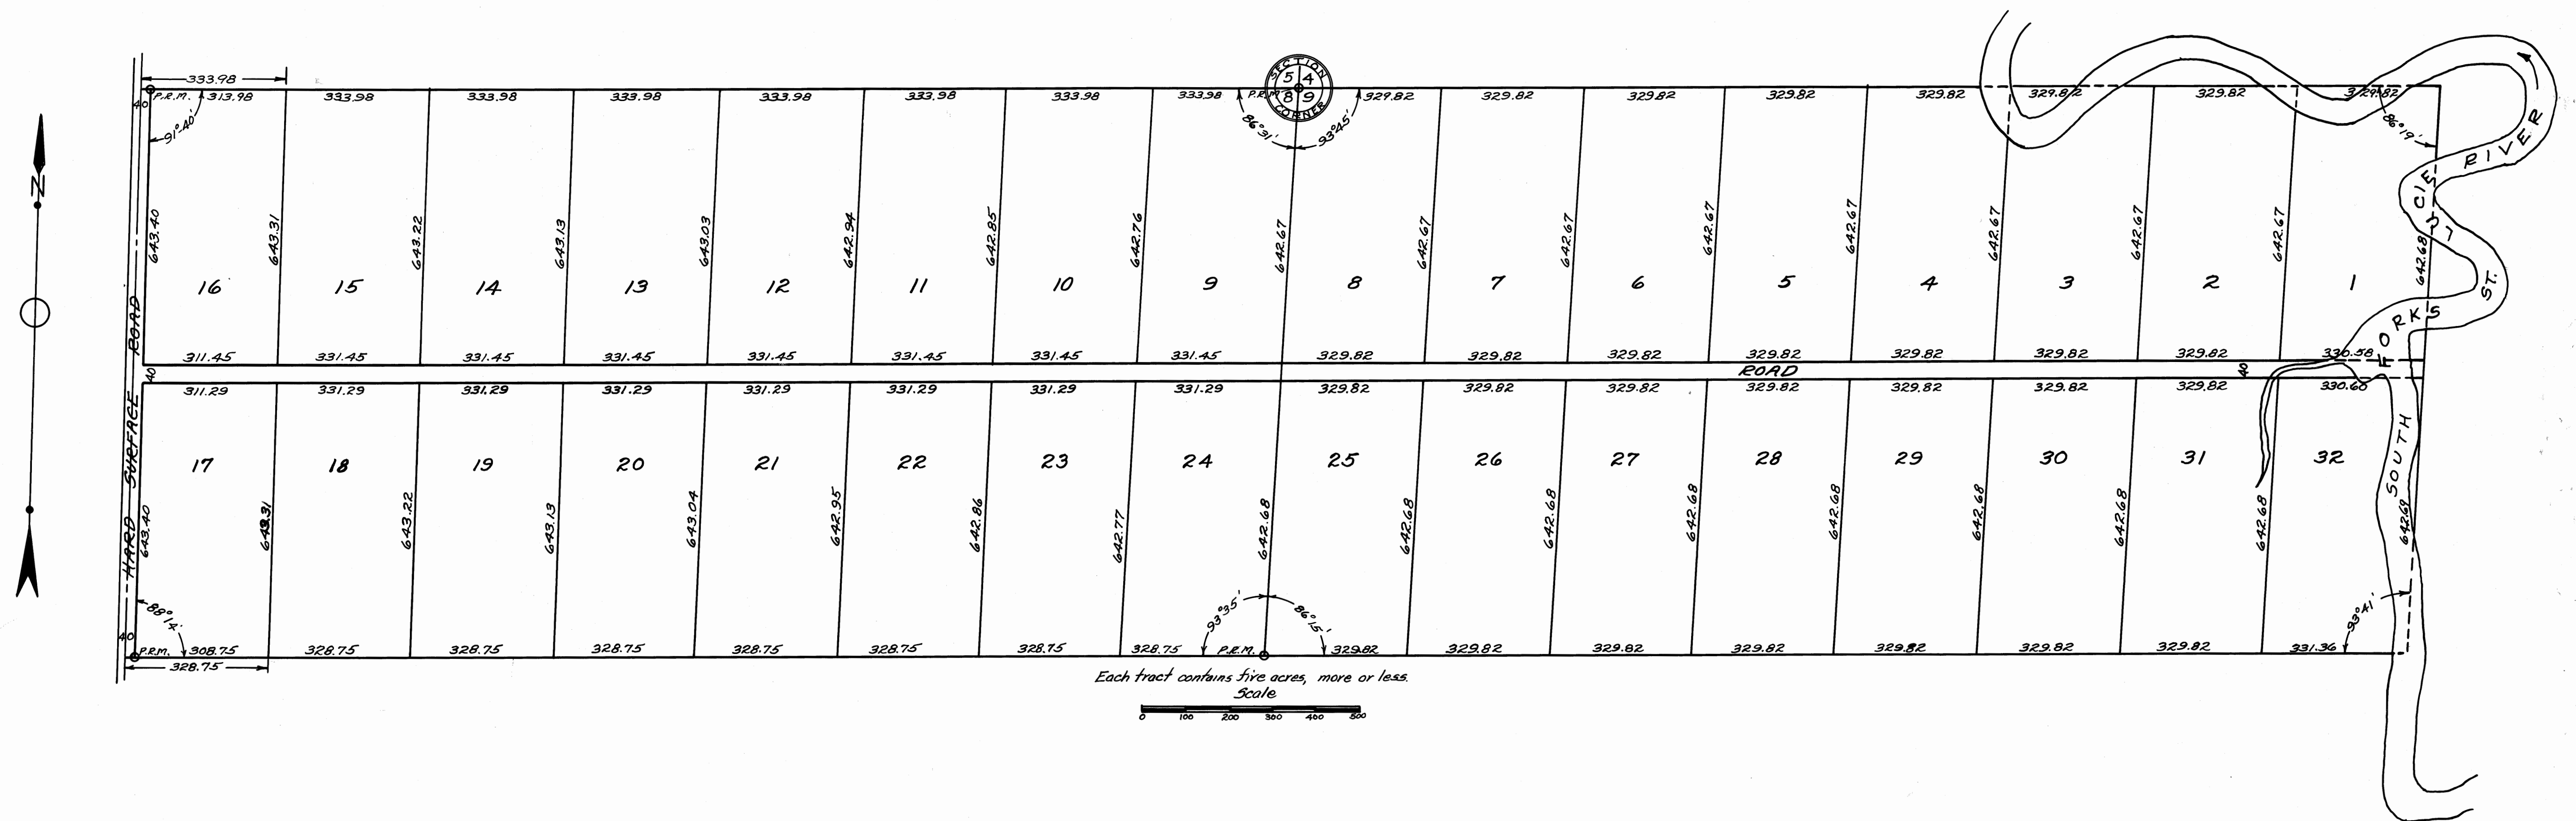 333.98
40 P.R.M. 313.98 333.98 333.98 333.98 333.98 333.98 333.98 333.98 P.R.M. 329.82 329.82 329.82 329.82 329.82 329.82 329.82 329.82
SECTION
5 4
8 9
CORNER
91°40' 86°31' 93°45' 86°19'
N
643.40 643.31 643.22 643.13 643.03 642.94 642.85 642.76 642.67 642.67 642.67 642.67 642.67 642.67 642.67 642.67 642.68
16 15 14 13 12 11 10 9 8 7 6 5 4 3 2 1
311.45 331.45 331.45 331.45 331.45 331.45 331.45 331.45 329.82 329.82 329.82 329.82 329.82 329.82 329.82 330.58
HARD SURFACE ROAD
40 ROAD 40
SOUTH FORKS ST. LUCIE RIVER
311.29 331.29 331.29 331.29 331.29 331.29 331.29 331.29 329.82 329.82 329.82 329.82 329.82 329.82 329.82 330.68
17 18 19 20 21 22 23 24 25 26 27 28 29 30 31 32
643.40 643.31 643.22 643.13 643.04 642.95 642.86 642.77 642.68 642.68 642.68 642.68 642.68 642.68 642.68 642.68 642.69
88°14' 93°35' 86°15' 93°41'
40 P.R.M. 308.75 328.75 328.75 328.75 328.75 328.75 328.75 328.75 P.R.M. 329.82 329.82 329.82 329.82 329.82 329.82 329.82 331.36
328.75
Each tract contains five acres, more or less.
Scale
0 100 200 300 400 500